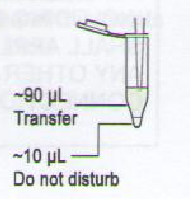 ~90 µL
Transfer
~10 µL
Do not disturb